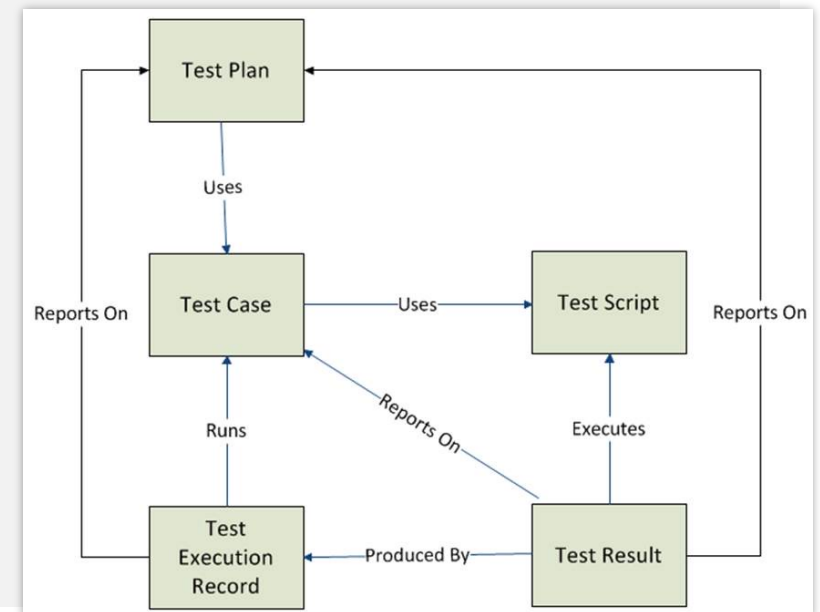 Test Plan
Uses
Test Case
Uses
Test Script
Reports On
Reports On
Runs
Reports On
Executes
Test
Execution
Record
Produced By
Test Result